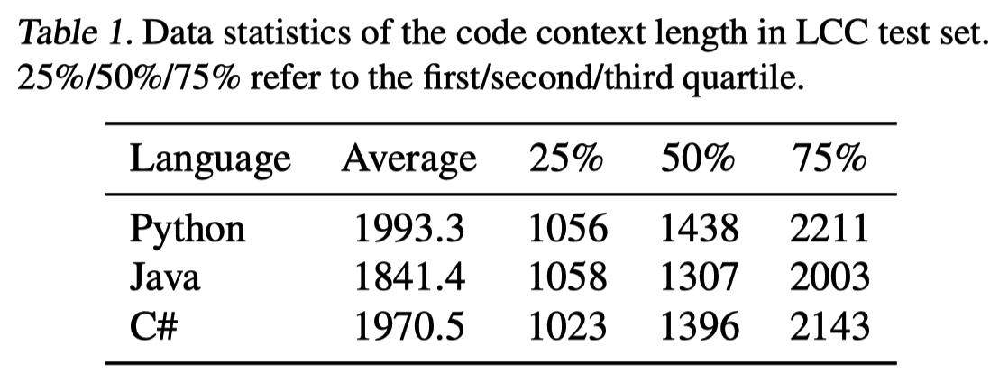 Table 1. Data statistics of the code context length in LCC test set.
25%/50%/75% refer to the first/second/third quartile.
Language Average 25% 50% 75%
Python 1993.3 1056 1438 2211
Java 1841.4 1058 1307 2003
C# 1970.5 1023 1396 2143